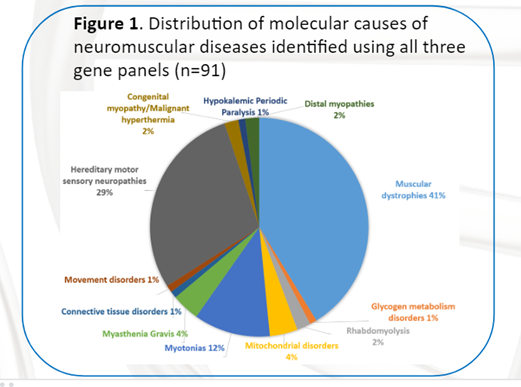 Figure 1. Distribution of molecular causes of
neuromuscular diseases identified using all three
gene panels (n=91)
Congenital
myopathy/Malignant
hyperthermia
2%
Hypokalemic Periodic
Paralysis 1%
Distal myopathies
2%
Hereditary motor
sensory neuropathies
29%
Muscular
dystrophies 41%
Movement disorders 1%
Connective tissue disorders 1%
Myasthenia Gravis 4%
Myotonias 12%
Mitochondrial disorders
4%
Rhabdomyolysis
2%
Glycogen metabolism
disorders 1%